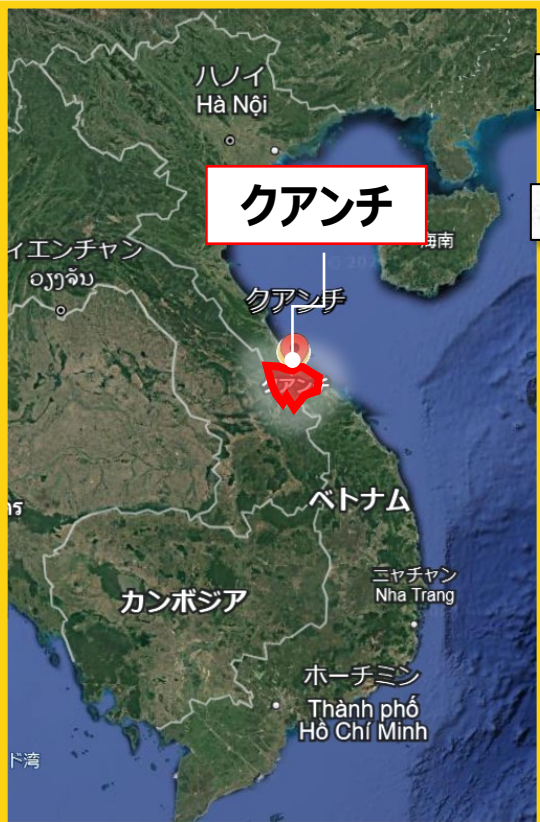 ハノイ
Hà Nội
クアンチ
海南
ィエンチャン
ວຽງຈັນ
クアンチ
クアンチ
ベトナム
カンボジア
ニャチャン
Nha Trang
ホーチミン
Thành phố
Hồ Chí Minh
ド湾